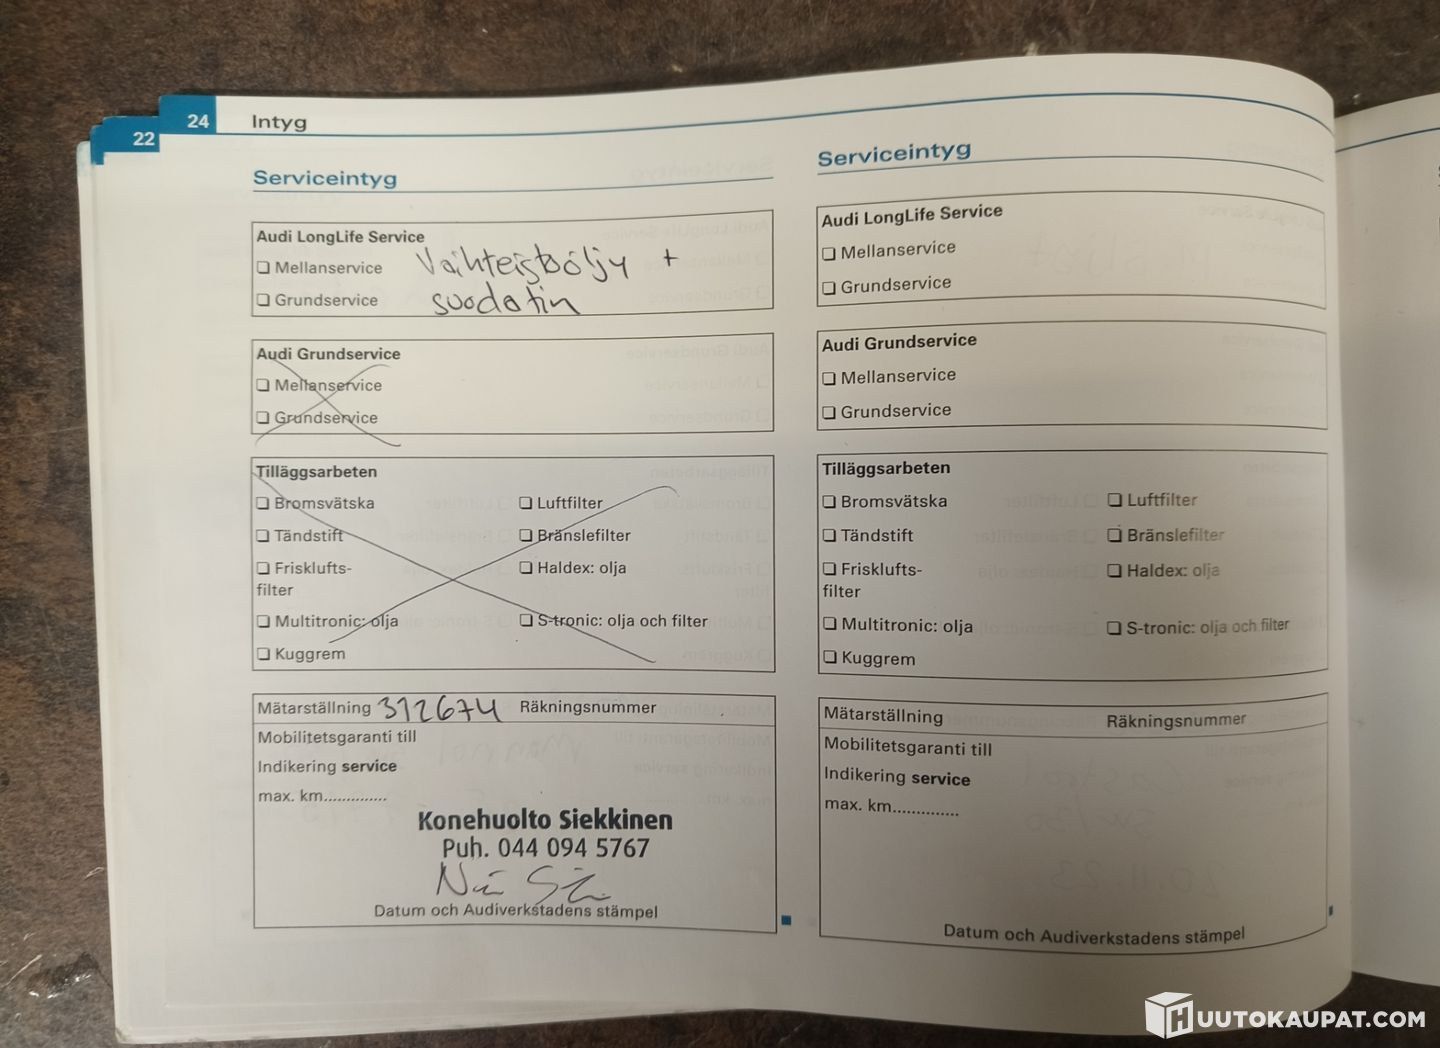 22
24
Intyg
Serviceintyg
Audi LongLife Service
❏ Mellanservice
❏ Grundservice
Vaihteistoöljy +
suodatin
Audi Grundservice
❏ Mellanservice
❏ Grundservice
Tilläggsarbeten
❏ Bromsvätska
❏ Luftfilter
❏ Tändstift
❏ Bränslefilter
❏ Frisklufts-
filter
❏ Haldex: olja
❏ Multitronic: olja
❏ S-tronic: olja och filter
❏ Kuggrem
Mätarställning 312674 Räkningsnummer
Mobilitetsgaranti till
Indikering service
max. km..............
Konehuolto Siekkinen
Puh. 044 094 5767
Datum och Audiverkstadens stämpel
Serviceintyg
Audi LongLife Service
❏ Mellanservice
❏ Grundservice
Audi Grundservice
❏ Mellanservice
❏ Grundservice
Tilläggsarbeten
❏ Bromsvätska
❏ Luftfilter
❏ Tändstift
❏ Bränslefilter
❏ Frisklufts-
filter
❏ Haldex: olja
❏ Multitronic: olja
❏ S-tronic: olja och filter
❏ Kuggrem
Mätarställning Räkningsnummer
Mobilitetsgaranti till
Indikering service
max. km..............
Datum och Audiverkstadens stämpel
HUUTOKAUPAT.COM